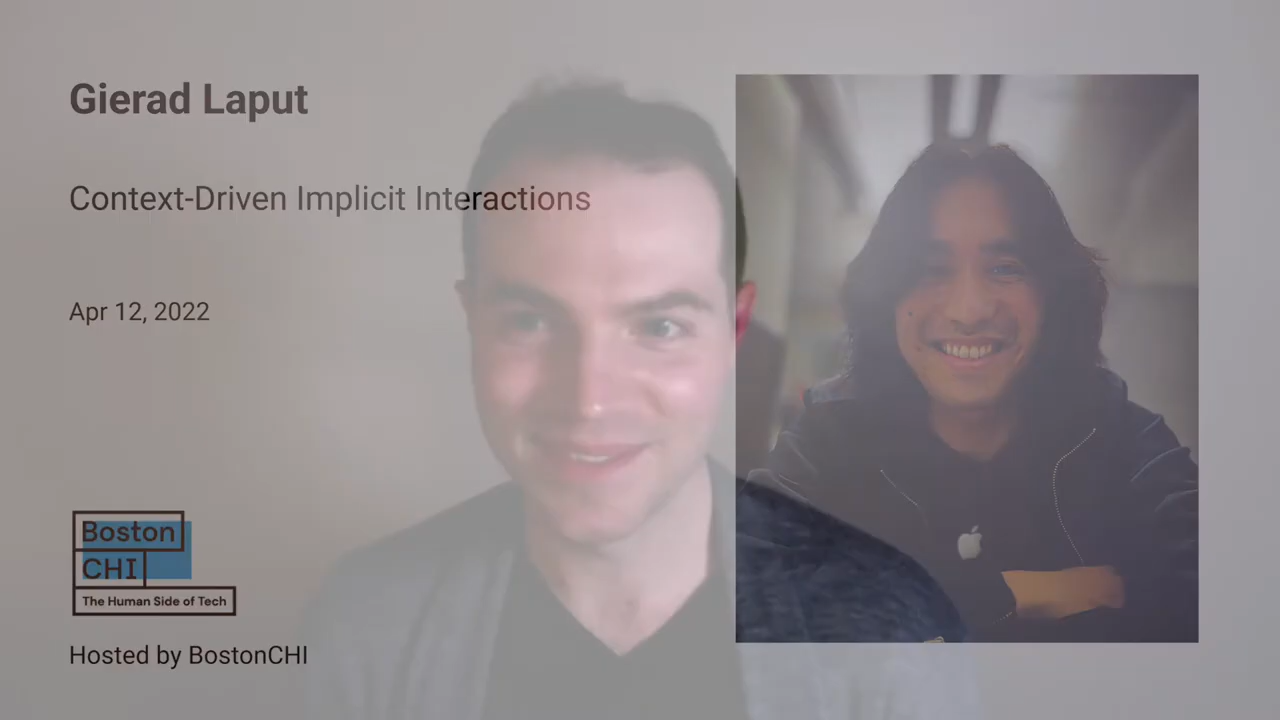 Gierad Laput
Context-Driven Implicit Interactions
Apr 12, 2022
Boston
CHI
The Human Side of Tech
Hosted by BostonCHI